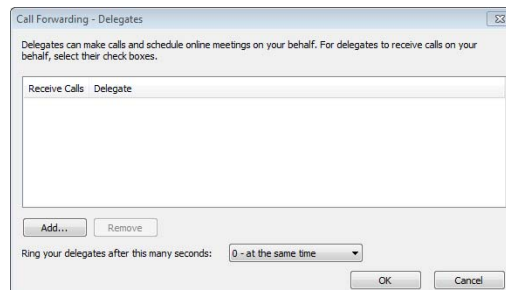 Call Forwarding - Delegates
Delegates can make calls and schedule online meetings on your behalf. For delegates to receive calls on your
behalf, select their check boxes.
Receive Calls Delegate
Add... Remove
Ring your delegates after this many seconds: 0 - at the same time
OK Cancel